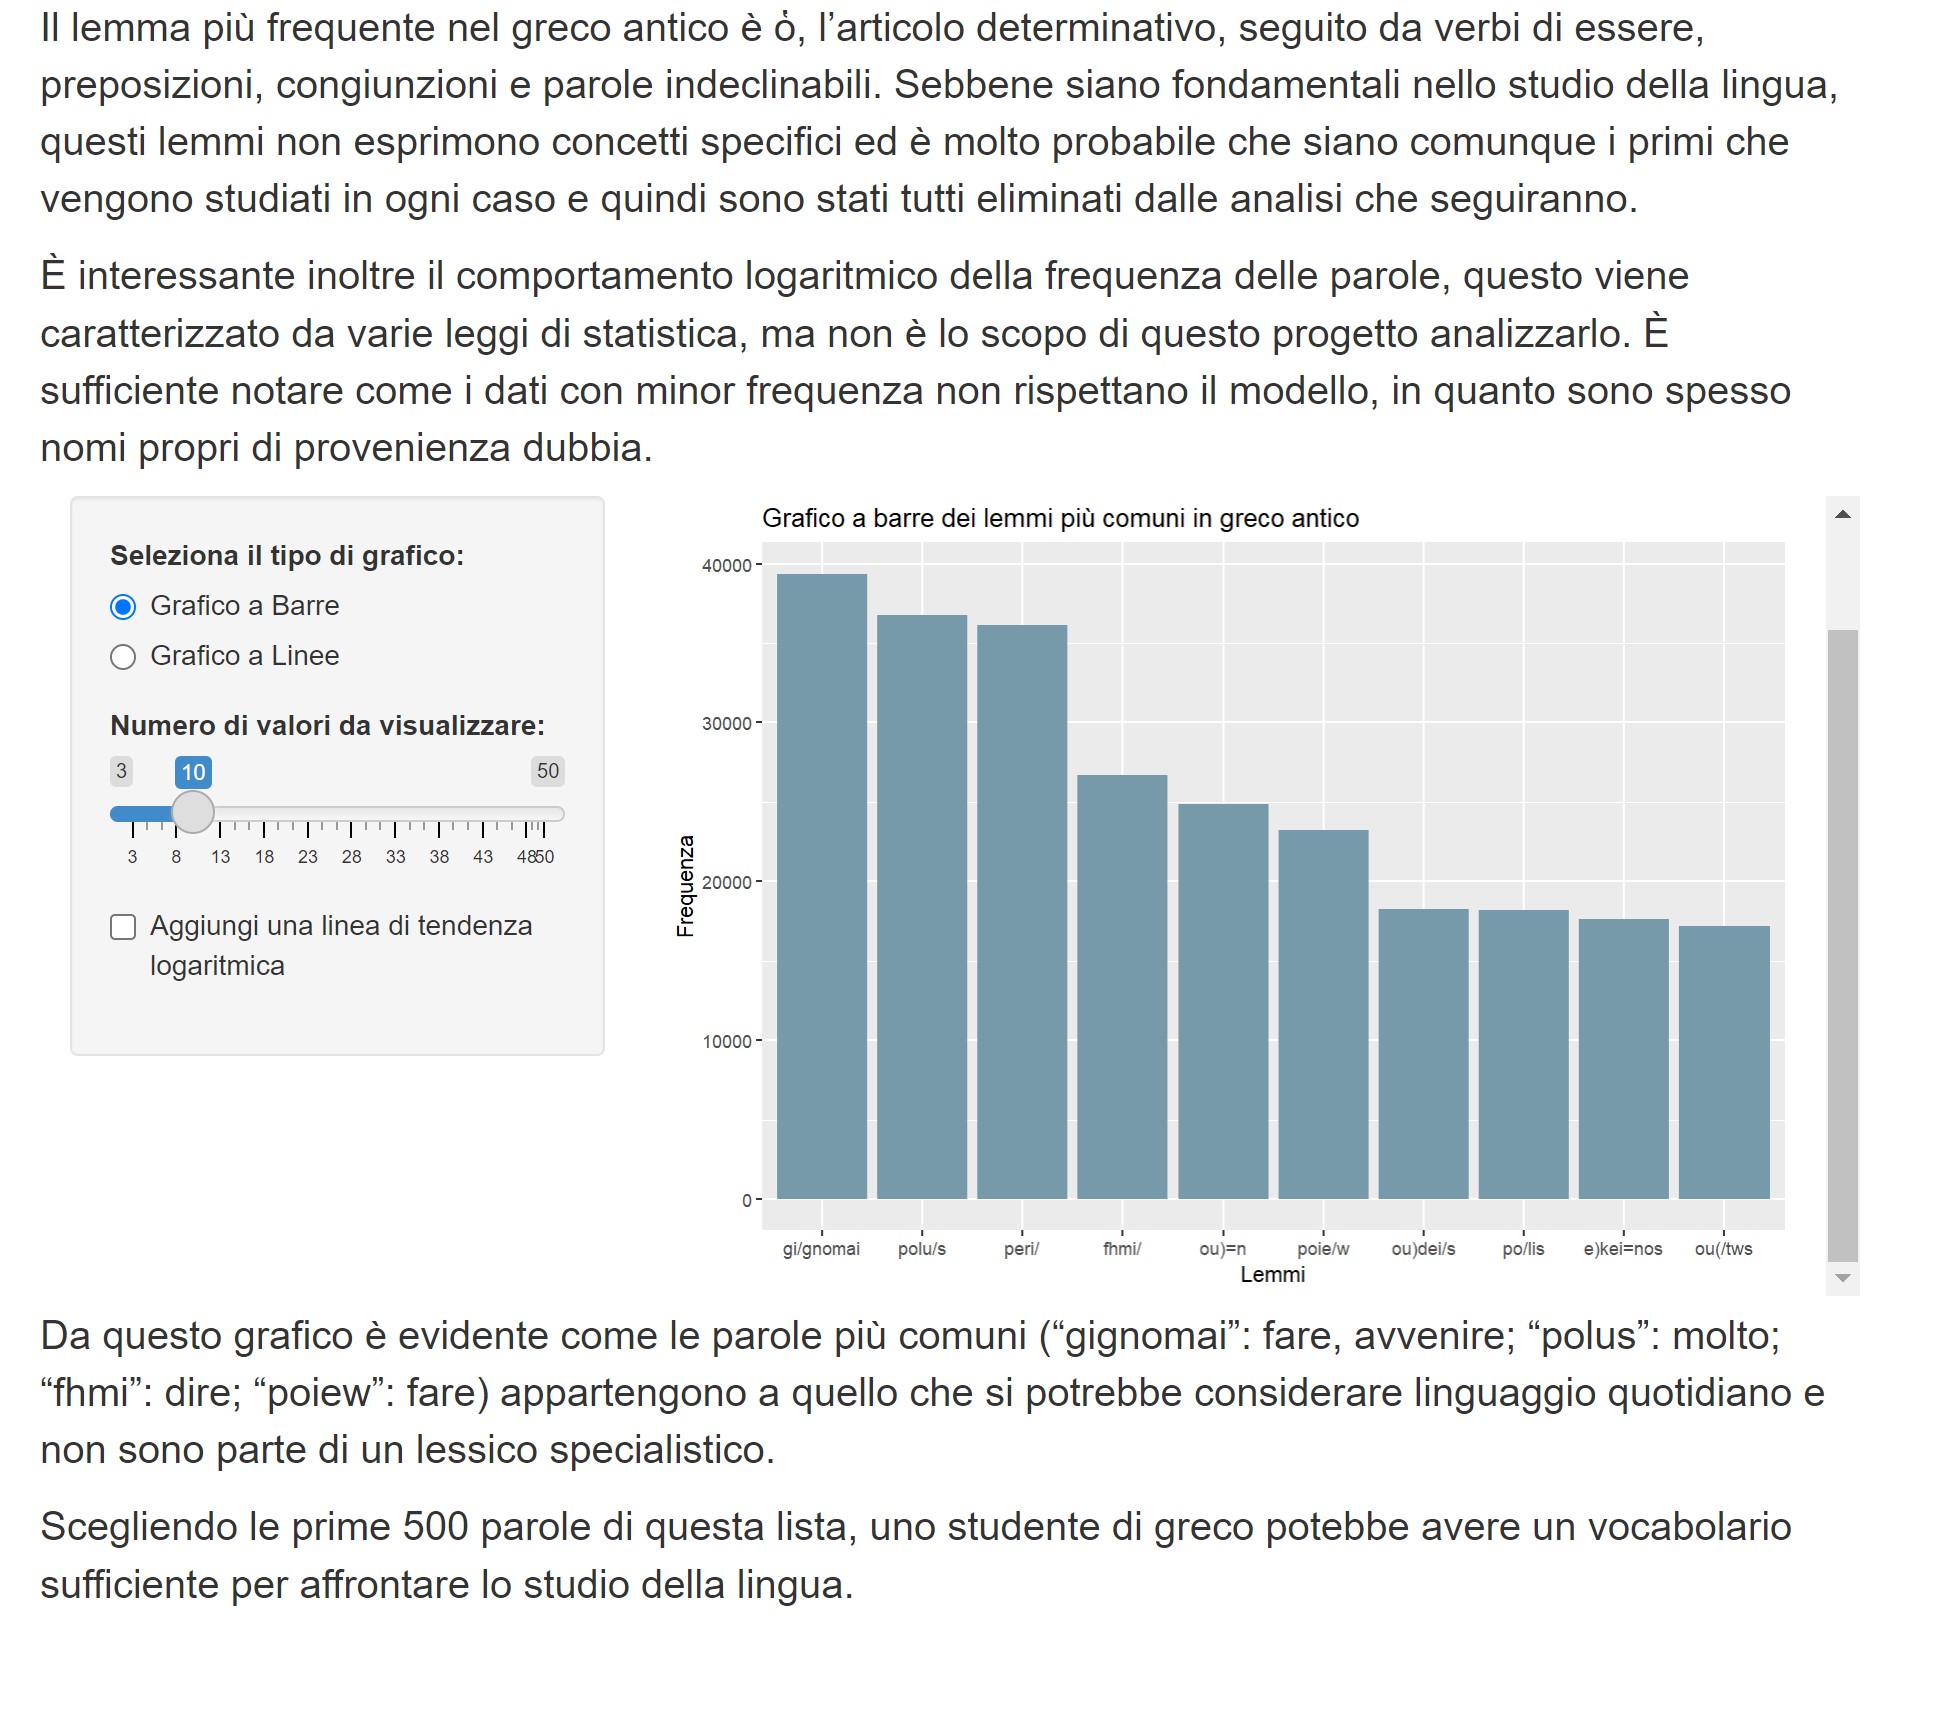 Il lemma più frequente nel greco antico è ὁ, l’articolo determinativo, seguito da verbi di essere,
preposizioni, congiunzioni e parole indeclinabili. Sebbene siano fondamentali nello studio della lingua,
questi lemmi non esprimono concetti specifici ed è molto probabile che siano comunque i primi che
vengono studiati in ogni caso e quindi sono stati tutti eliminati dalle analisi che seguiranno.
È interessante inoltre il comportamento logaritmico della frequenza delle parole, questo viene
caratterizzato da varie leggi di statistica, ma non è lo scopo di questo progetto analizzarlo. È
sufficiente notare come i dati con minor frequenza non rispettano il modello, in quanto sono spesso
nomi propri di provenienza dubbia.
Seleziona il tipo di grafico:
Grafico a Barre
Grafico a Linee
Numero di valori da visualizzare:
3 10 50
3 8 13 18 23 28 33 38 43 48 50
Aggiungi una linea di tendenza
logaritmica
Grafico a barre dei lemmi più comuni in greco antico
40000
30000
20000
10000
0
Frequenza
gi/gnomai polu/s peri/ fhmi/ ou)=n poie/w ou)dei/s po/lis e)kei=nos ou(/tws
Lemmi
Da questo grafico è evidente come le parole più comuni (“gignomai”: fare, avvenire; “polus”: molto;
“fhmi”: dire; “poiew”: fare) appartengono a quello che si potrebbe considerare linguaggio quotidiano e
non sono parte di un lessico specialistico.
Scegliendo le prime 500 parole di questa lista, uno studente di greco potebbe avere un vocabolario
sufficiente per affrontare lo studio della lingua.